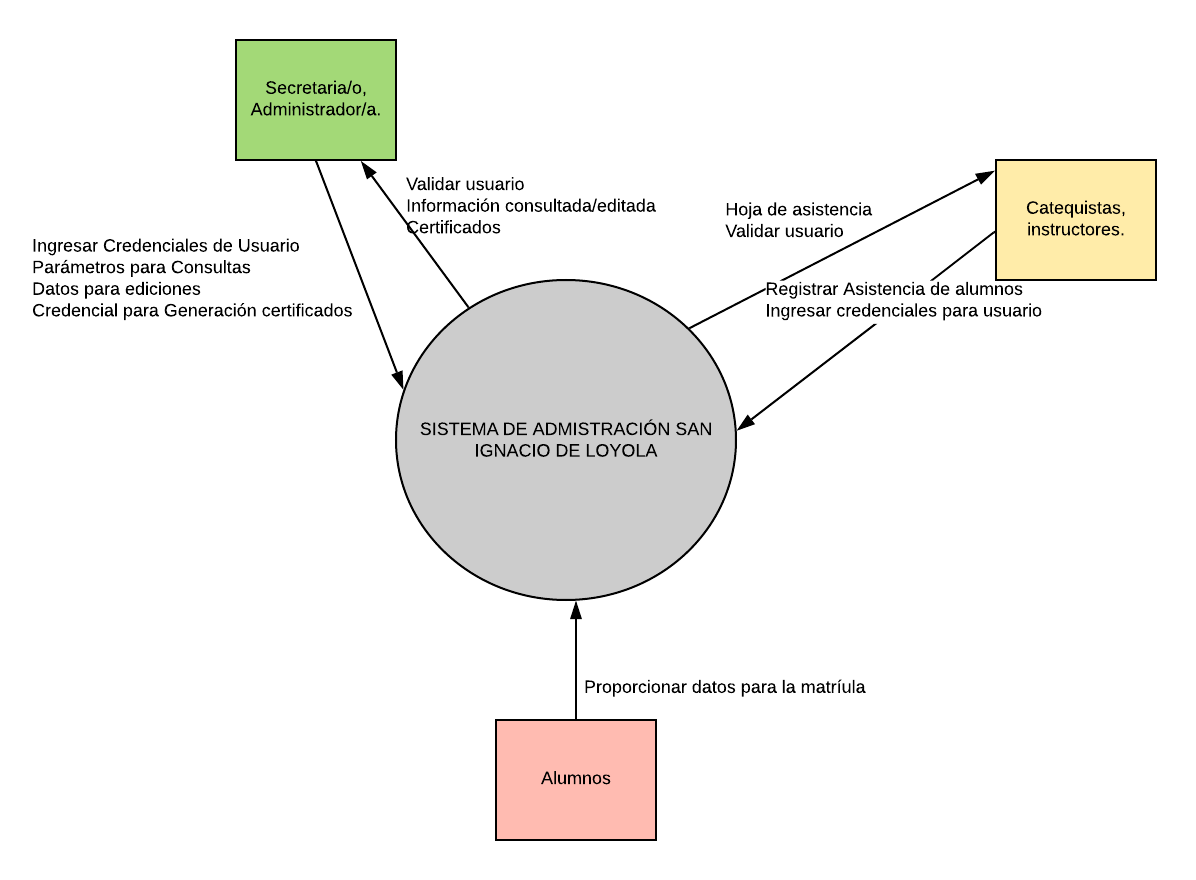 Secretaria/o,
Administrador/a.
Validar usuario
Información consultada/editada
Certificados
Hoja de asistencia
Validar usuario
Catequistas,
instructores.
Ingresar Credenciales de Usuario
Parámetros para Consultas
Datos para ediciones
Credencial para Generación certificados
Registrar Asistencia de alumnos
Ingresar credenciales para usuario
SISTEMA DE ADMISTRACIÓN SAN
IGNACIO DE LOYOLA
Proporcionar datos para la matríula
Alumnos